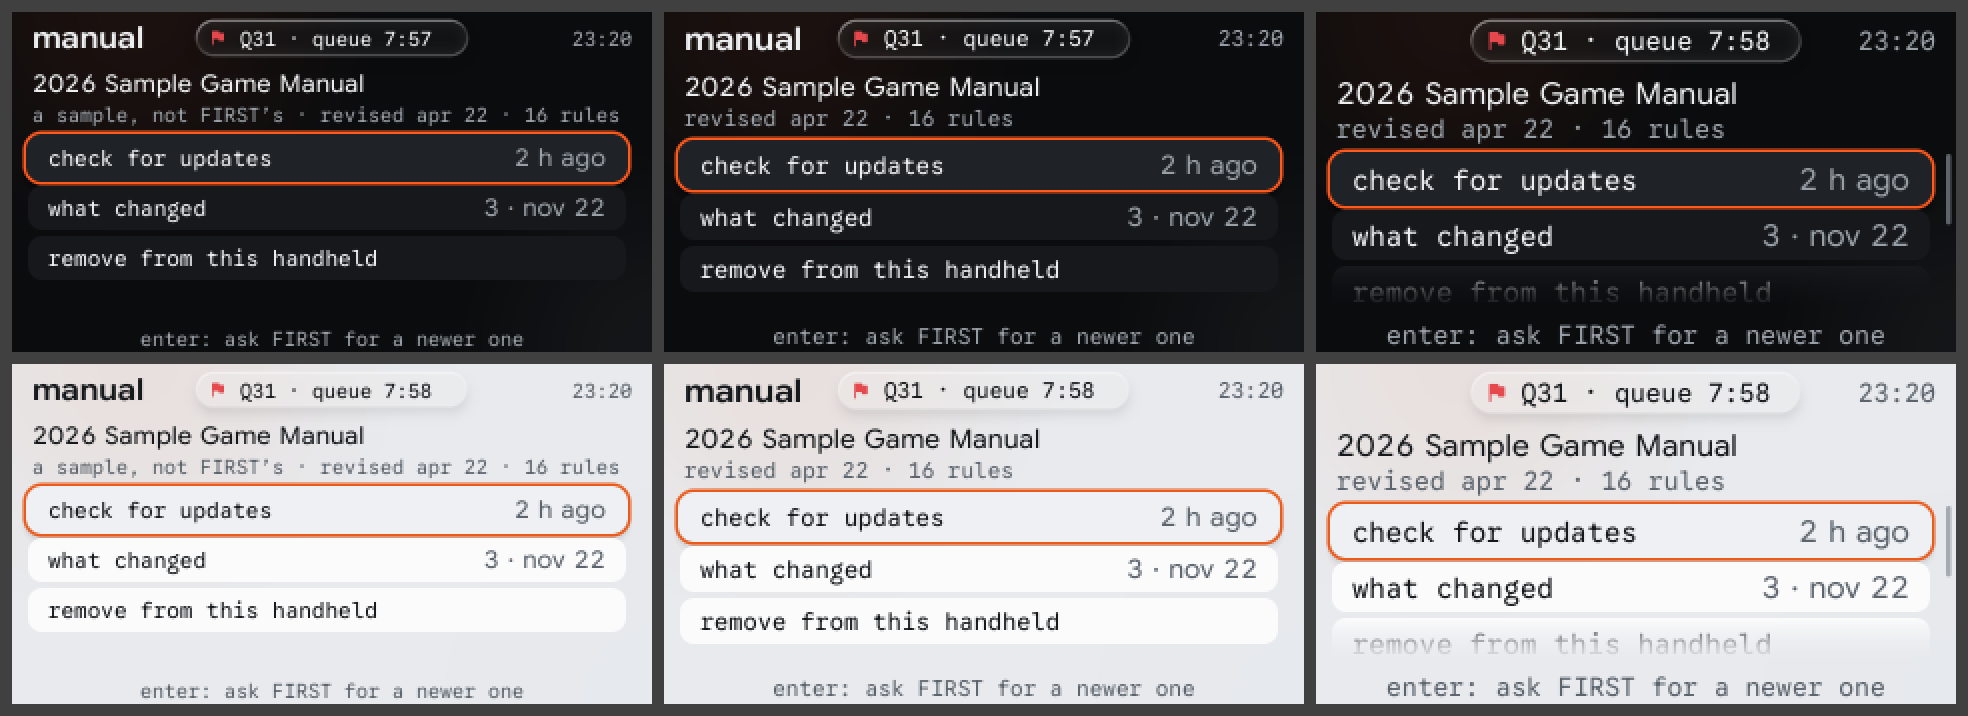 manual Q31 · queue 7:57 23:20
2026 Sample Game Manual
a sample, not FIRST's · revised apr 22 · 16 rules
check for updates 2 h ago
what changed 3 · nov 22
remove from this handheld
enter: ask FIRST for a newer one
manual Q31 · queue 7:57 23:20
2026 Sample Game Manual
revised apr 22 · 16 rules
check for updates 2 h ago
what changed 3 · nov 22
remove from this handheld
enter: ask FIRST for a newer one
Q31 · queue 7:58 23:20
2026 Sample Game Manual
revised apr 22 · 16 rules
check for updates 2 h ago
what changed 3 · nov 22
remove from this handheld
enter: ask FIRST for a newer one
manual Q31 · queue 7:58 23:20
2026 Sample Game Manual
a sample, not FIRST's · revised apr 22 · 16 rules
check for updates 2 h ago
what changed 3 · nov 22
remove from this handheld
enter: ask FIRST for a newer one
manual Q31 · queue 7:58 23:20
2026 Sample Game Manual
revised apr 22 · 16 rules
check for updates 2 h ago
what changed 3 · nov 22
remove from this handheld
enter: ask FIRST for a newer one
Q31 · queue 7:58 23:20
2026 Sample Game Manual
revised apr 22 · 16 rules
check for updates 2 h ago
what changed 3 · nov 22
remove from this handheld
enter: ask FIRST for a newer one